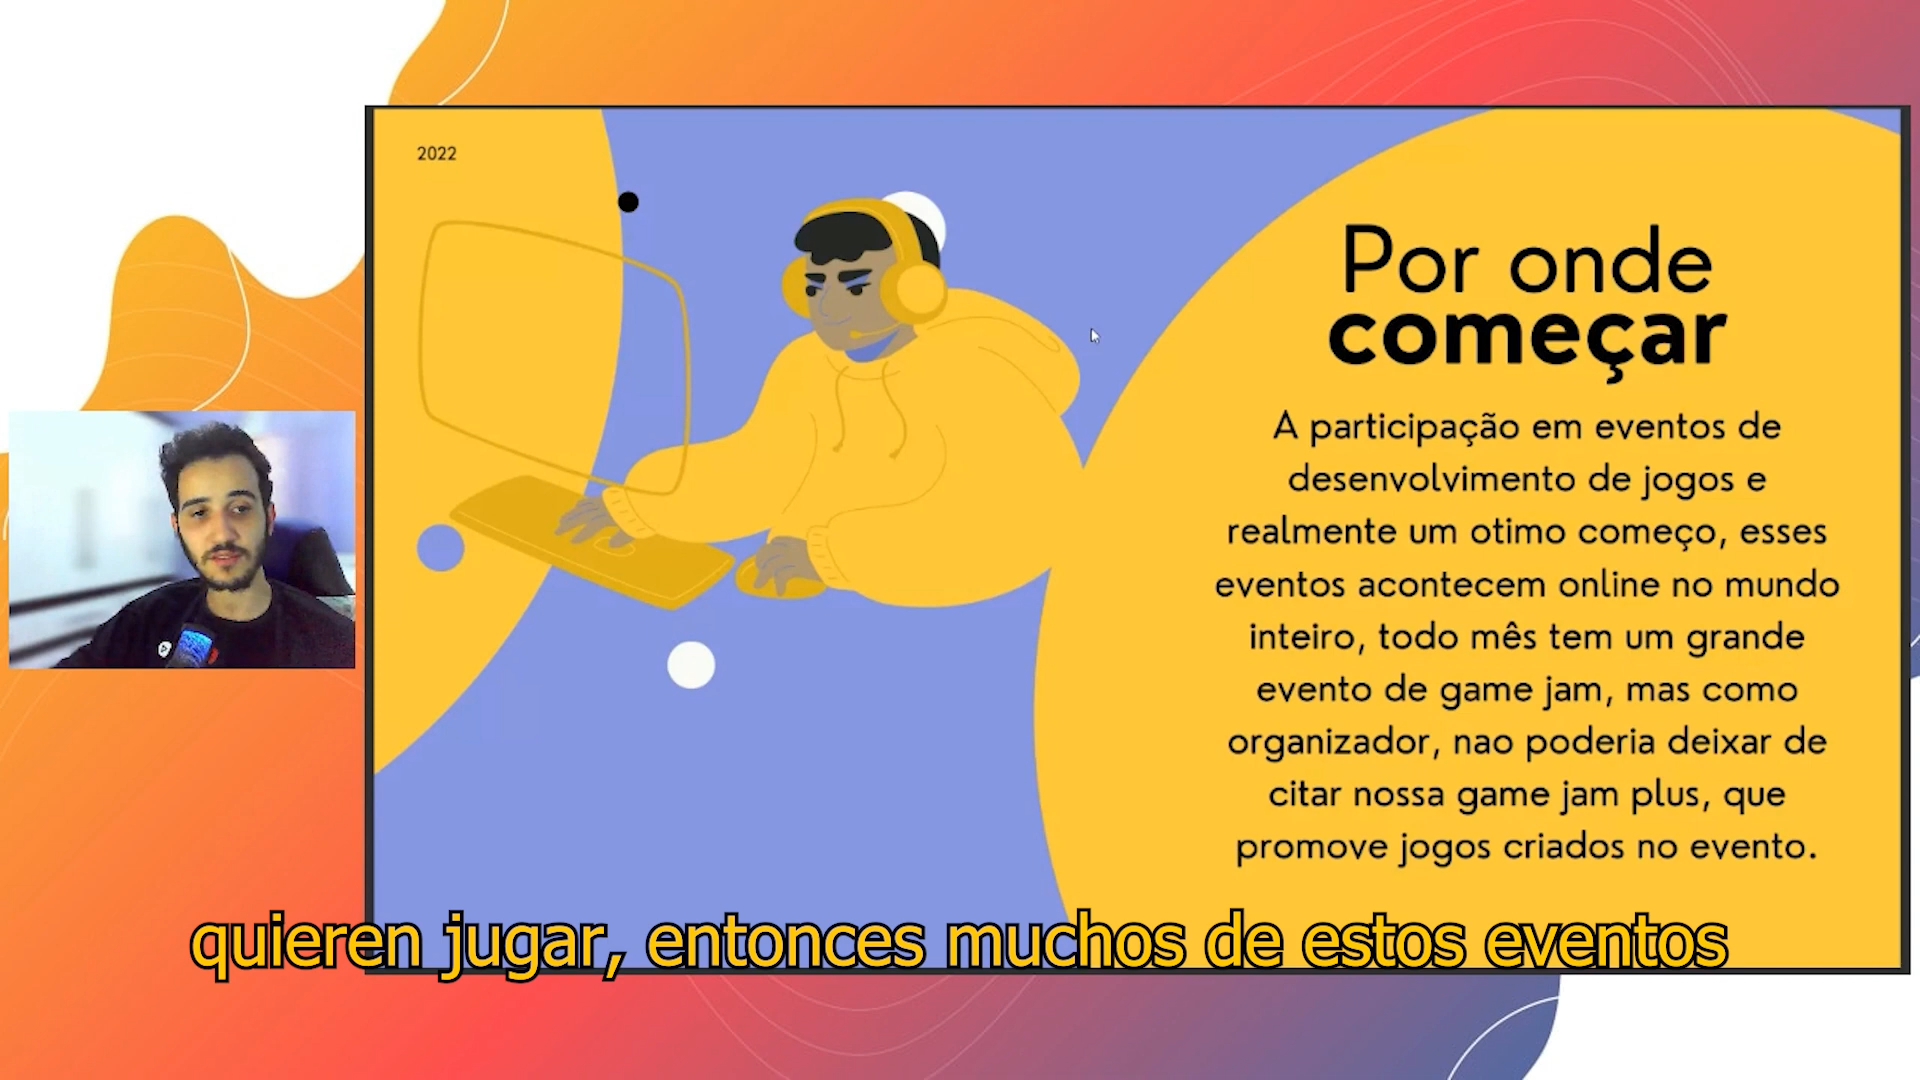 2022
Por onde
começar
A participação em eventos de
desenvolvimento de jogos e
realmente um otimo começo, esses
eventos acontecem online no mundo
inteiro, todo mês tem um grande
evento de game jam, mas como
organizador, nao poderia deixar de
citar nossa game jam plus, que
promove jogos criados no evento.
quieren jugar, entonces muchos de estos eventos